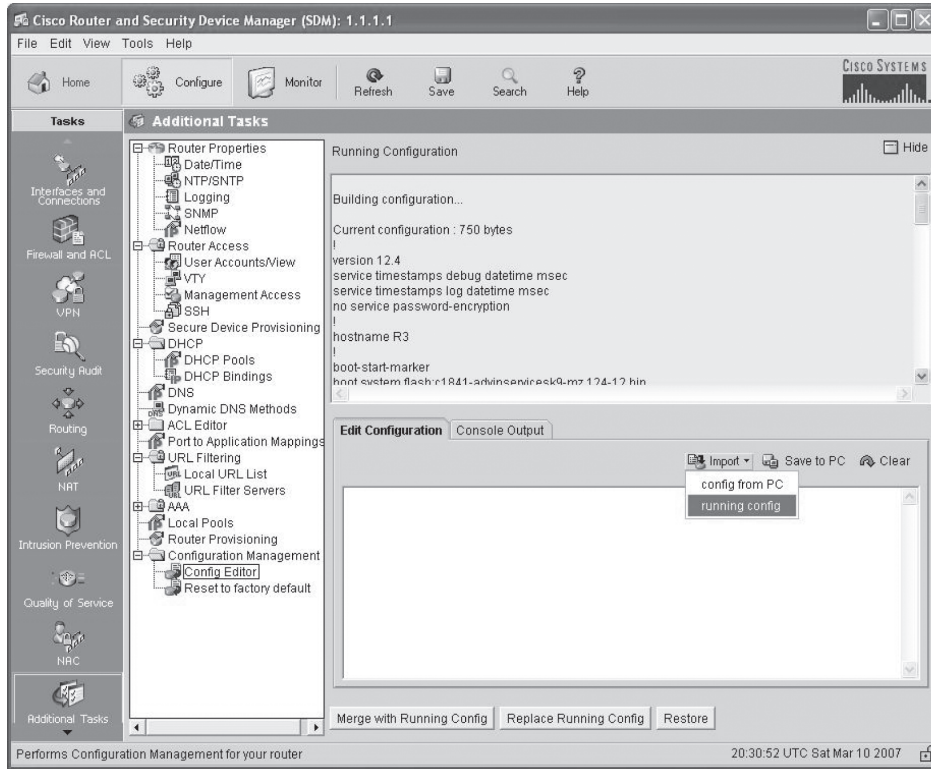 Cisco Router and Security Device Manager (SDM): 1.1.1.1
File Edit View Tools Help
Home
Configure
Monitor
Refresh
Save
Search
Help
CISCO SYSTEMS
Tasks
Additional Tasks
Interfaces and
Connections
Firewall and ACL
VPN
Security Audit
Routing
NAT
Intrusion Prevention
Quality of Service
NAC
Additional Tasks
Router Properties
Date/Time
NTP/SNTP
Logging
SNMP
Netflow
Router Access
User Accounts/View
VTY
Management Access
SSH
Secure Device Provisioning
DHCP
DHCP Pools
DHCP Bindings
DNS
Dynamic DNS Methods
ACL Editor
Port to Application Mappings
URL Filtering
Local URL List
URL Filter Servers
AAA
Local Pools
Router Provisioning
Configuration Management
Config Editor
Reset to factory default
Running Configuration
Hide
Building configuration...
Current configuration : 750 bytes
!
version 12.4
service timestamps debug datetime msec
service timestamps log datetime msec
no service password-encryption
!
hostname R3
!
boot-start-marker
boot system flash:c1841-advipservicesk9-mz.124-12.bin
Edit Configuration
Console Output
Import
Save to PC
Clear
config from PC
running config
Merge with Running Config
Replace Running Config
Restore
Performs Configuration Management for your router
20:30:52 UTC Sat Mar 10 2007